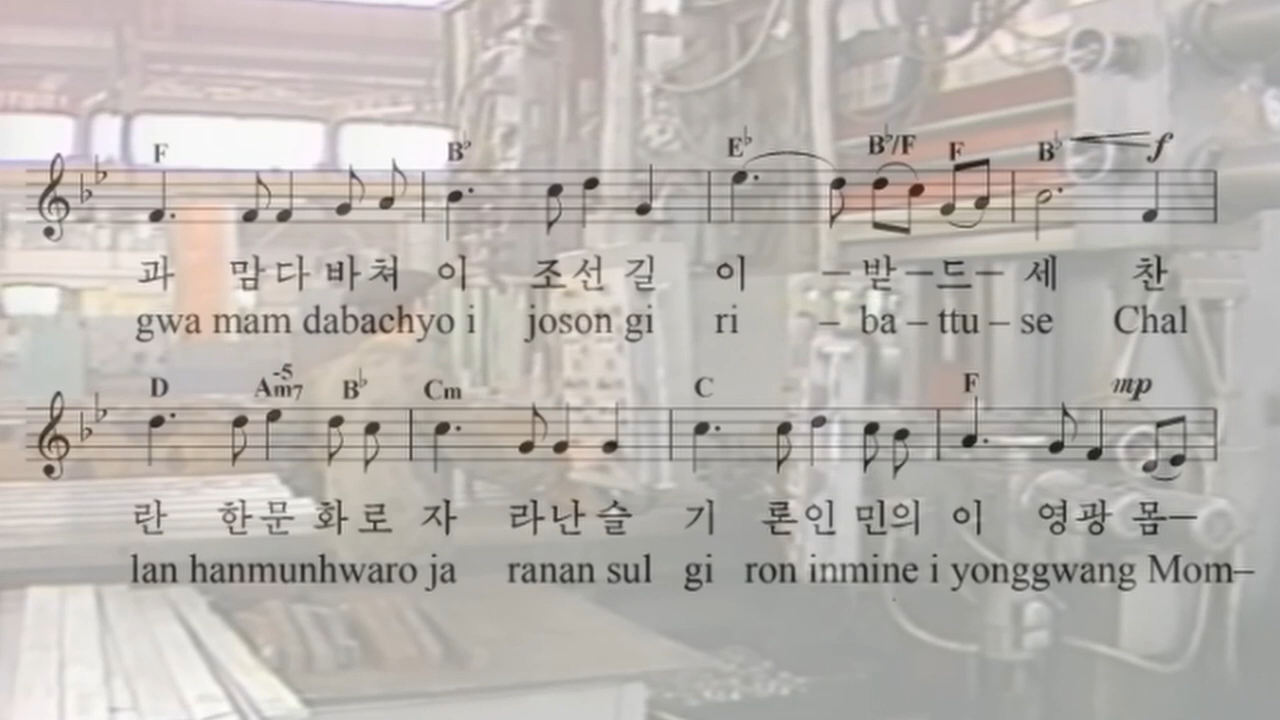 F B♭ E♭ B♭/F F B♭ f
과 맘다 바쳐 이 조선 길 이 –받–드– 세 찬
gwa mam dabachyo i joson gi ri – ba – ttu – se Chal
D Am7-5 B♭ Cm C F mp
란 한문 화로 자 라난 슬 기 론인 민의 이 영광 몸–
lan hanmunhwaro ja ranan sul gi ron inmine i yonggwang Mom–